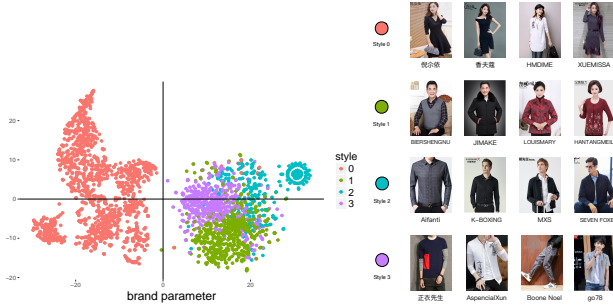 20
10
0
-10
-20
-20
0
20
brand parameter
style
0
1
2
3
Style 0
倪尔依
香夫蔻
HMDIME
XUEMISSA
Style 1
BIERSHENGNU
JIMAKE
LOUISMARY
HANTANGMEIL
Style 2
Aifanti
K-BOXING
MXS
SEVEN FOXE
Style 3
正衣先生
AspencialXun
Boone Noel
go78